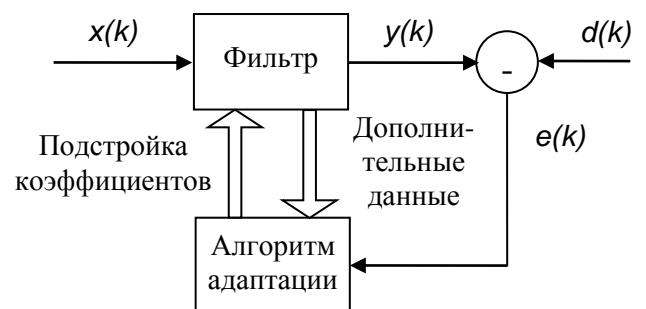 x(k)
Фильтр
y(k)
-
d(k)
Подстройка
коэффициентов
Дополни-
тельные
данные
e(k)
Алгоритм
адаптации